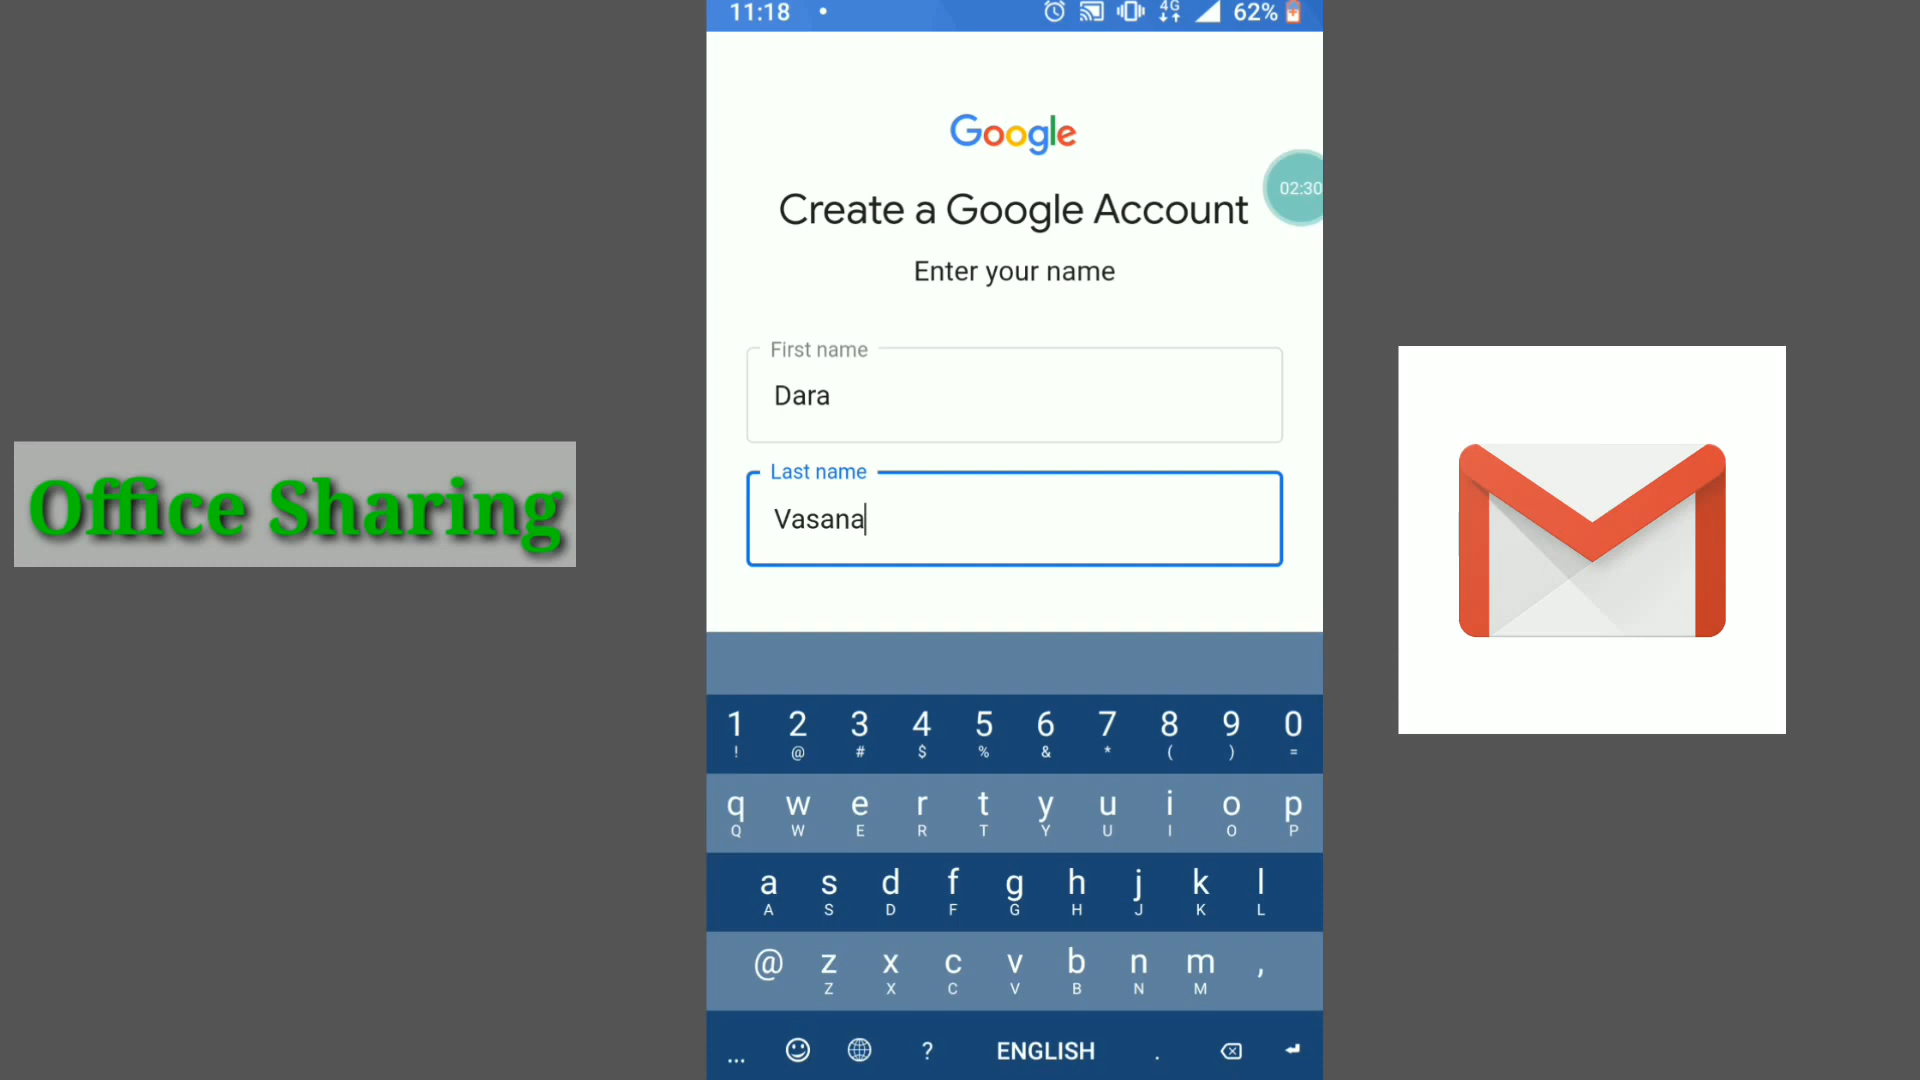 11:18 4G 62%
Google
02:30
Create a Google Account
Enter your name
First name
Dara
Last name
Vasana
Office Sharing
1 2 3 4 5 6 7 8 9 0
! @ # $ % & * ( ) =
q w e r t y u i o p
Q W E R T Y U I O P
a s d f g h j k l
A S D F G H J K L
@ z x c v b n m ,
Z X C V B N M
... ? ENGLISH .